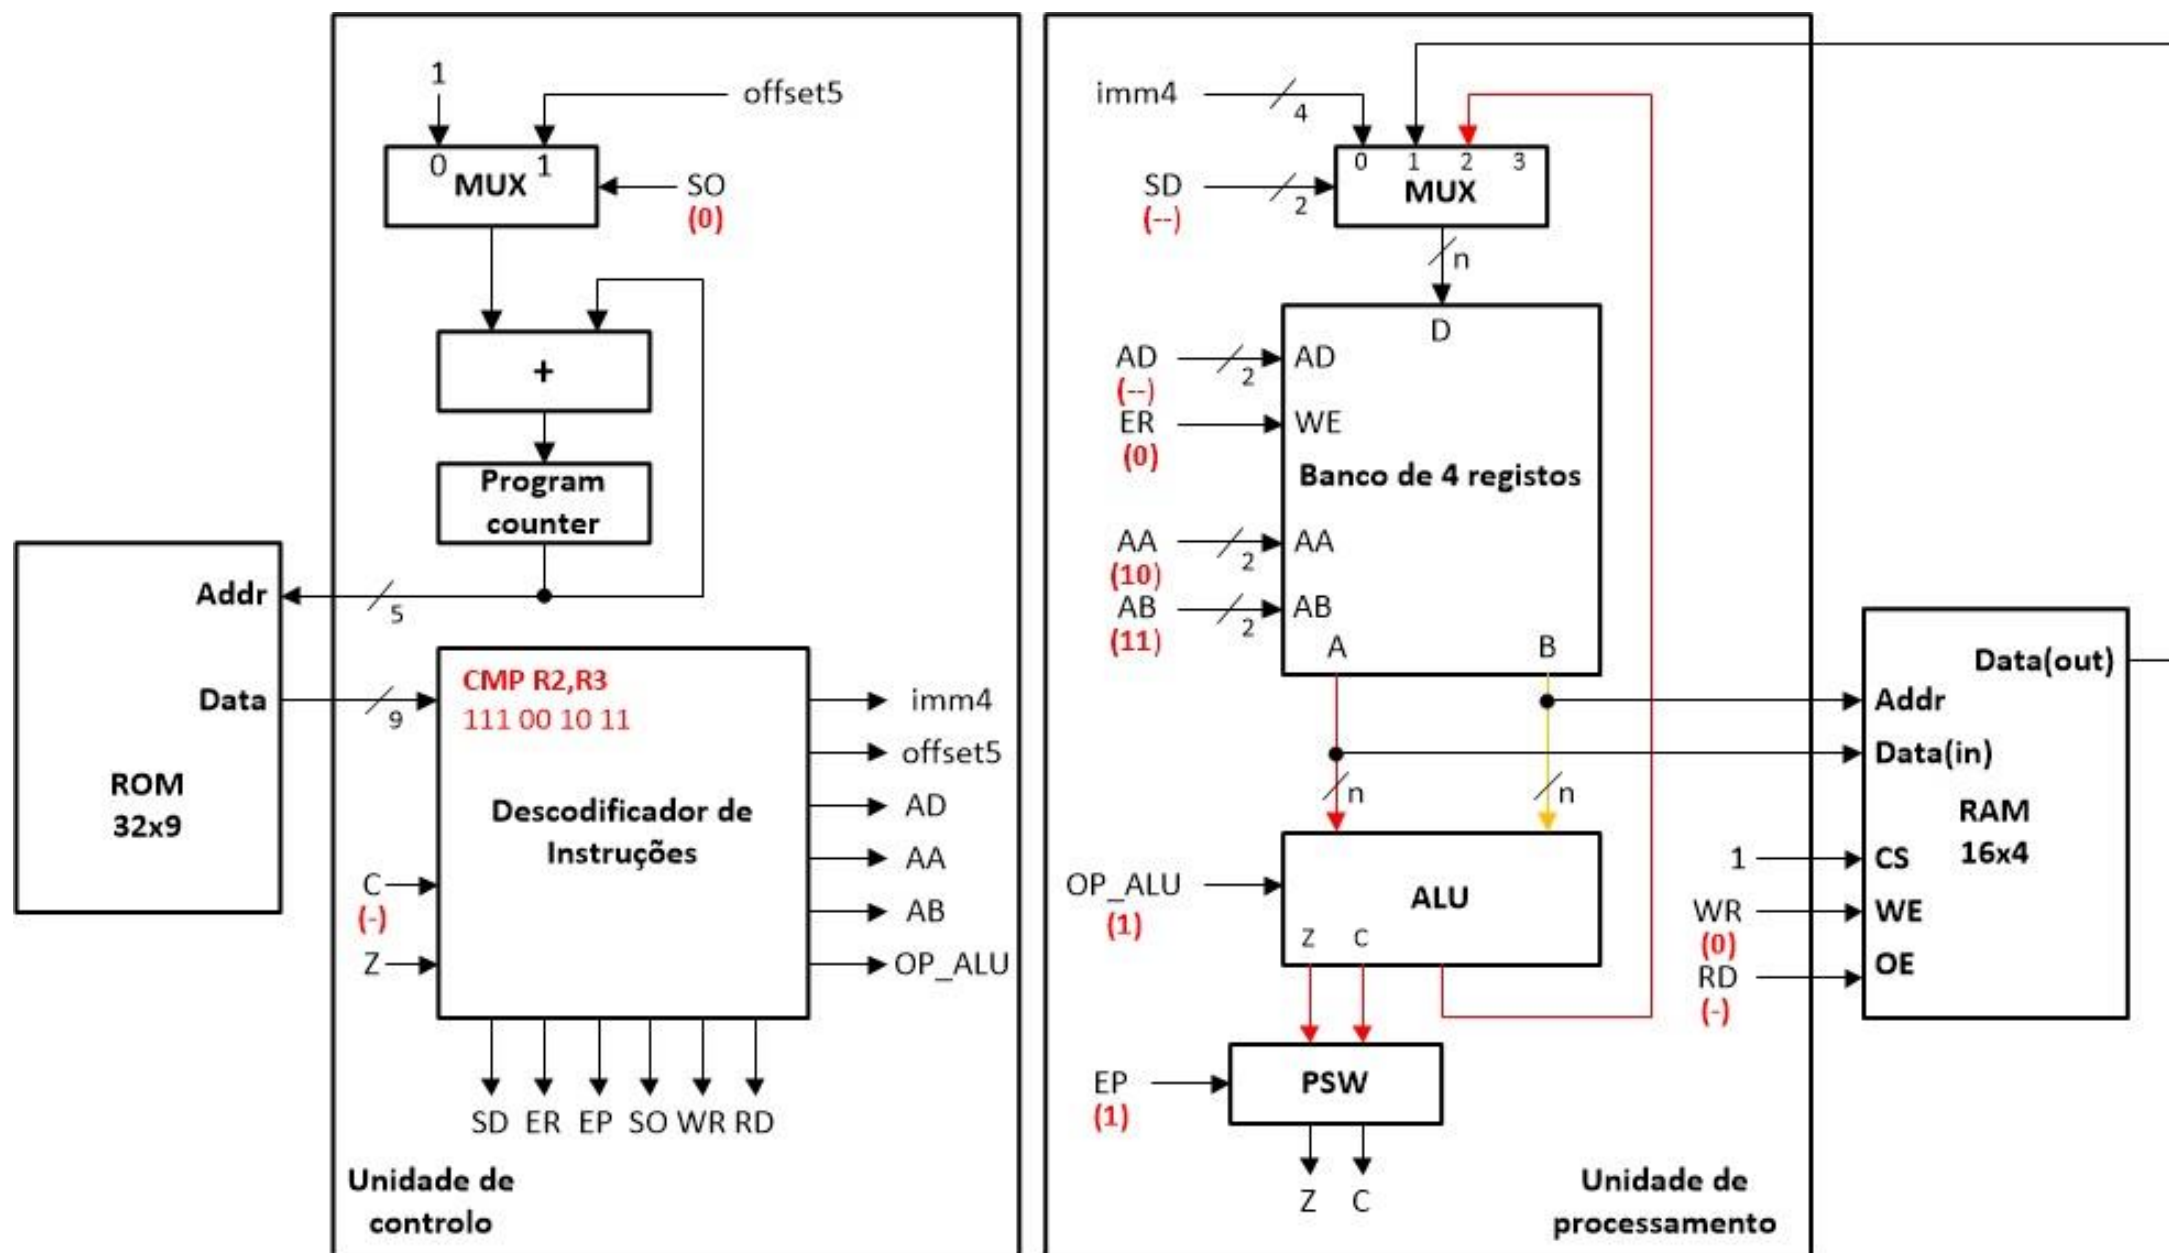 1
offset5
0
1
MUX
SO
(0)
+
Program
counter
Addr
5
Data
9
ROM
32x9
CMP R2,R3
111 00 10 11
Descodificador de
Instruções
C
(-)
Z
imm4
offset5
AD
AA
AB
OP_ALU
SD
ER
EP
SO
WR
RD
Unidade de
controlo
imm4
4
0
1
2
3
MUX
SD
(--)
2
n
D
AD
(--)
2
AD
ER
(0)
WE
Banco de 4 registos
AA
(10)
2
AA
AB
(11)
2
AB
A
B
n
n
OP_ALU
(1)
ALU
Z
C
EP
(1)
PSW
Z
C
Unidade de
processamento
Data(out)
Addr
Data(in)
RAM
16x4
1
CS
WR
(0)
WE
RD
(-)
OE